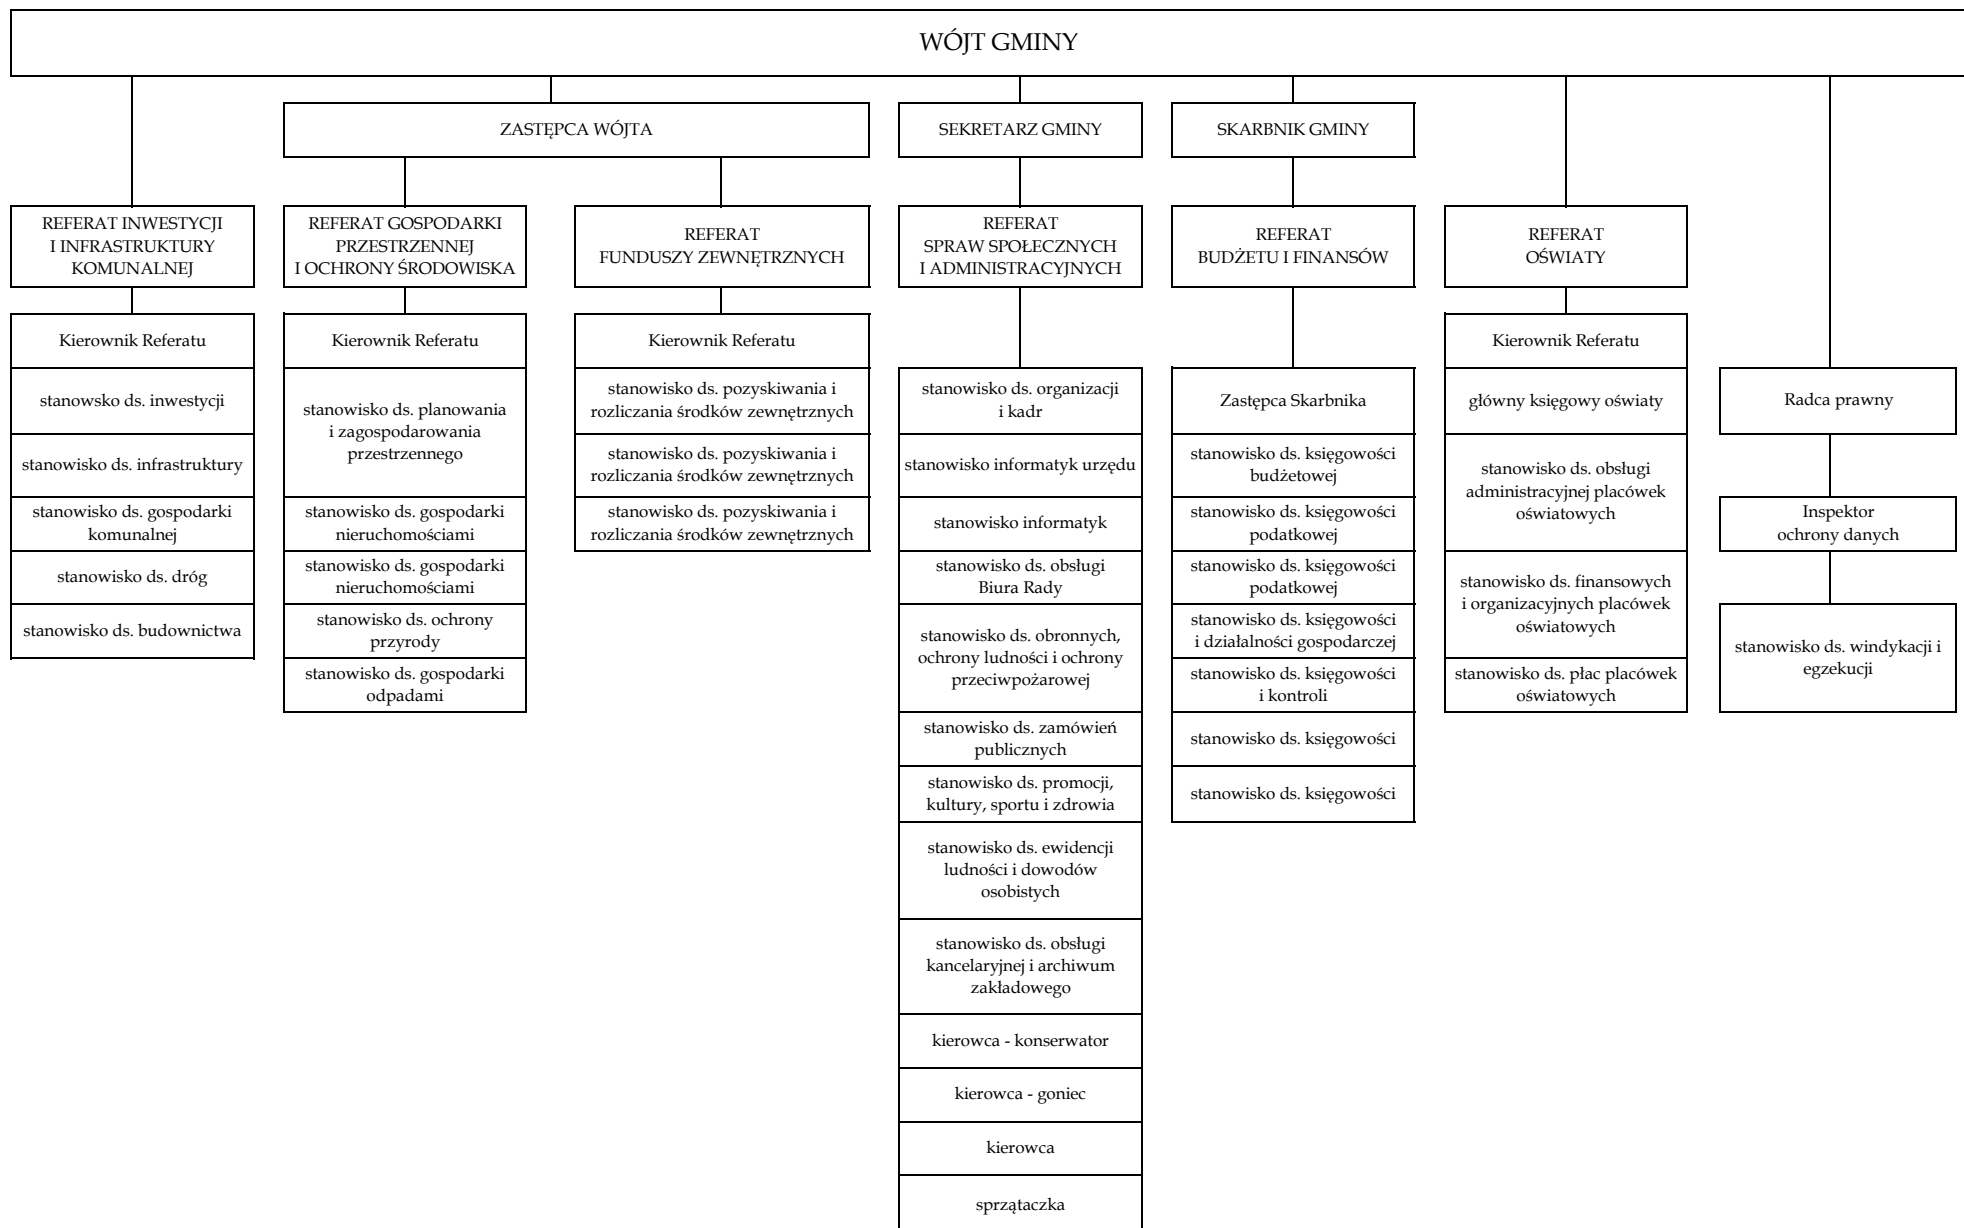 WÓJT GMINY
ZASTĘPCA WÓJTA
SEKRETARZ GMINY
SKARBNIK GMINY
REFERAT INWESTYCJI
I INFRASTRUKTURY
KOMUNALNEJ
REFERAT GOSPODARKI
PRZESTRZENNEJ
I OCHRONY ŚRODOWISKA
REFERAT
FUNDUSZY ZEWNĘTRZNYCH
REFERAT
SPRAW SPOŁECZNYCH
I ADMINISTRACYJNYCH
REFERAT
BUDŻETU I FINANSÓW
REFERAT
OŚWIATY
Kierownik Referatu
stanowsko ds. inwestycji
stanowisko ds. infrastruktury
stanowisko ds. gospodarki
komunalnej
stanowisko ds. dróg
stanowisko ds. budownictwa
Kierownik Referatu
stanowisko ds. planowania
i zagospodarowania
przestrzennego
stanowisko ds. gospodarki
nieruchomościami
stanowisko ds. gospodarki
nieruchomościami
stanowisko ds. ochrony
przyrody
stanowisko ds. gospodarki
odpadami
Kierownik Referatu
stanowisko ds. pozyskiwania i
rozliczania środków zewnętrznych
stanowisko ds. pozyskiwania i
rozliczania środków zewnętrznych
stanowisko ds. pozyskiwania i
rozliczania środków zewnętrznych
stanowisko ds. organizacji
i kadr
stanowisko informatyk urzędu
stanowisko informatyk
stanowisko ds. obsługi
Biura Rady
stanowisko ds. obronnych,
ochrony ludności i ochrony
przeciwpożarowej
stanowisko ds. zamówień
publicznych
stanowisko ds. promocji,
kultury, sportu i zdrowia
stanowisko ds. ewidencji
ludności i dowodów
osobistych
stanowisko ds. obsługi
kancelaryjnej i archiwum
zakładowego
kierowca - konserwator
kierowca - goniec
kierowca
sprzątaczka
Zastępca Skarbnika
stanowisko ds. księgowości
budżetowej
stanowisko ds. księgowości
podatkowej
stanowisko ds. księgowości
podatkowej
stanowisko ds. księgowości
i działalności gospodarczej
stanowisko ds. księgowości
i kontroli
stanowisko ds. księgowości
stanowisko ds. księgowości
Kierownik Referatu
główny księgowy oświaty
stanowisko ds. obsługi
administracyjnej placówek
oświatowych
stanowisko ds. finansowych
i organizacyjnych placówek
oświatowych
stanowisko ds. płac placówek
oświatowych
Radca prawny
Inspektor
ochrony danych
stanowisko ds. windykacji i
egzekucji